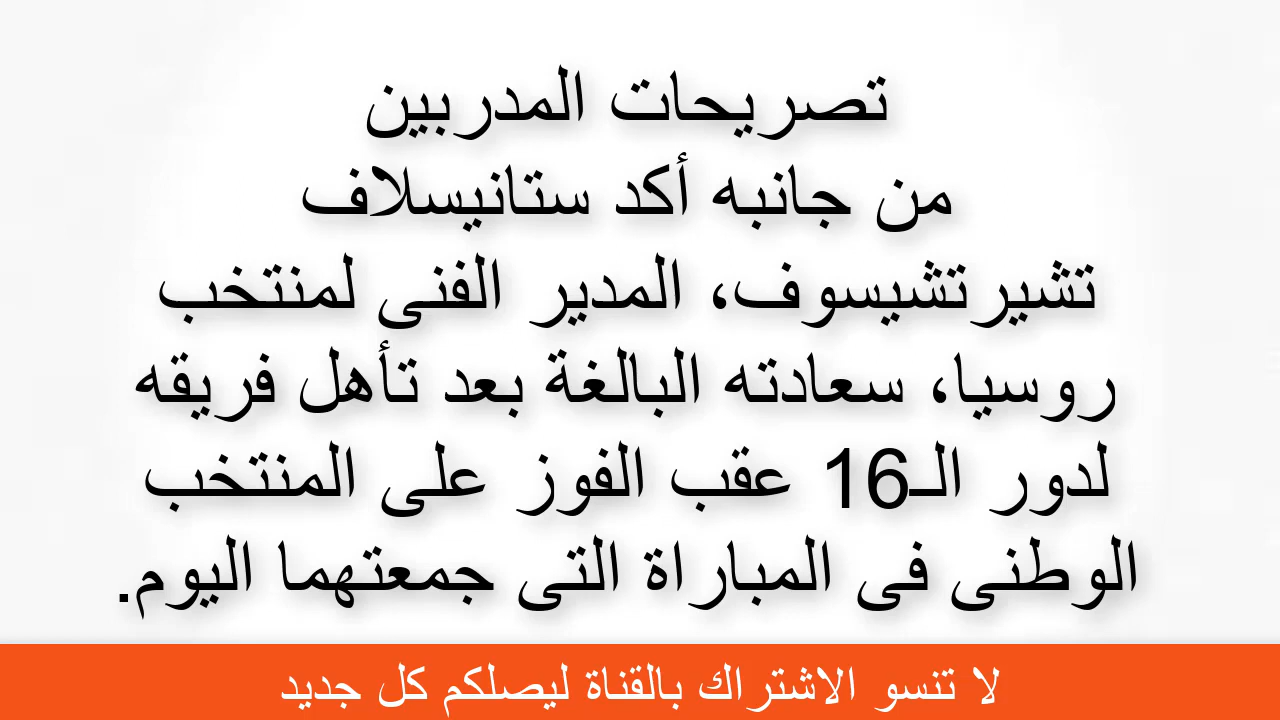 تصريحات المدربين
من جانبه أكد ستانيسلاف
تشيرتشيسوف، المدير الفنى لمنتخب
روسيا، سعادته البالغة بعد تأهل فريقه
لدور الـ16 عقب الفوز على المنتخب
الوطنى فى المباراة التى جمعتهما اليوم.
لا تنسو الاشتراك بالقناة ليصلكم كل جديد